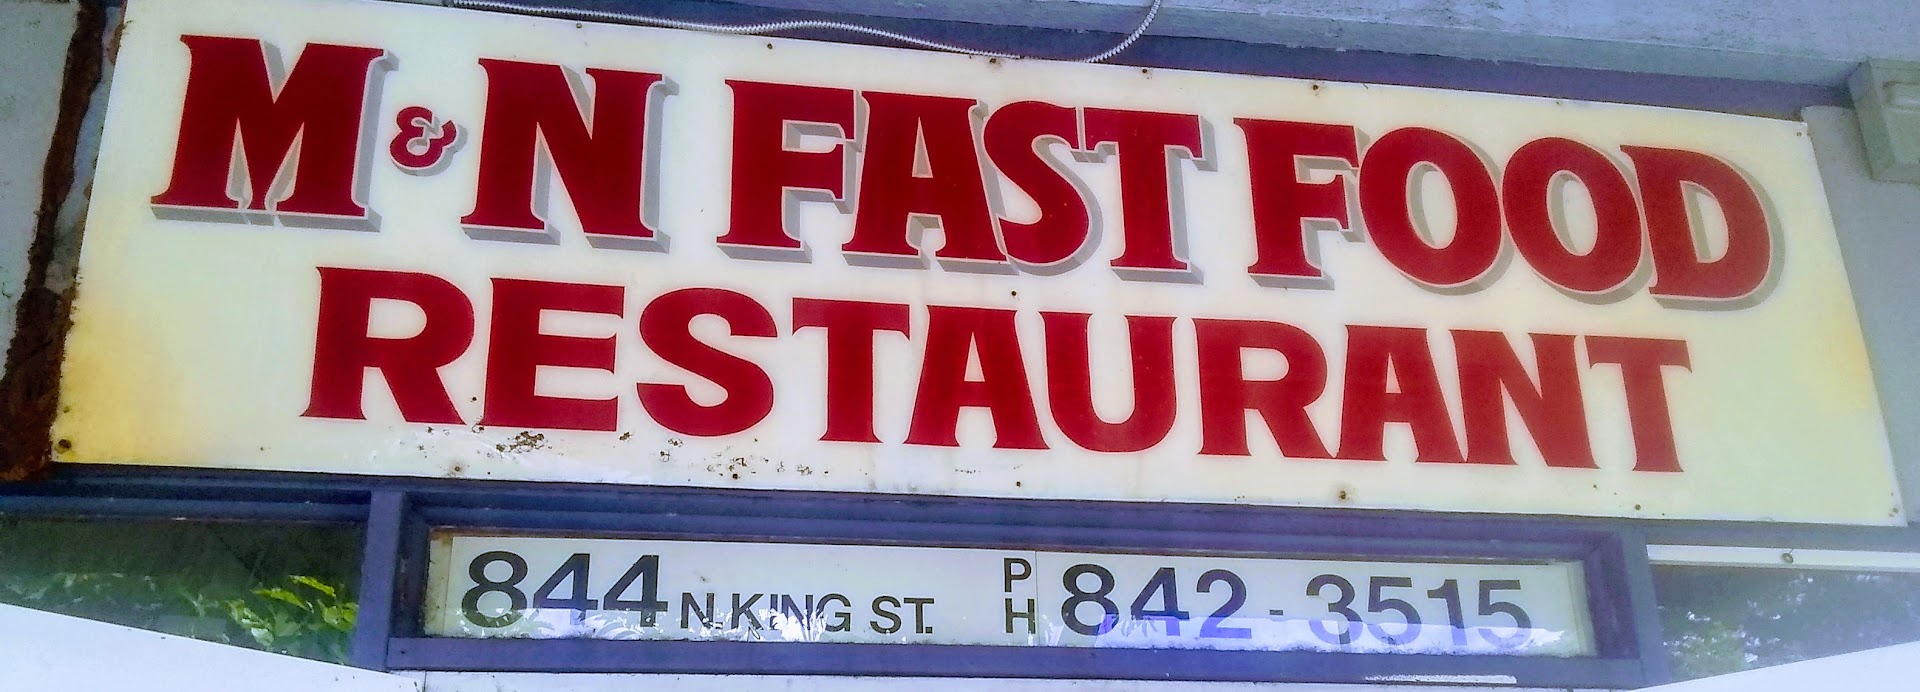 M & N FAST FOOD
RESTAURANT
844 N. KING ST. PH 842-3515